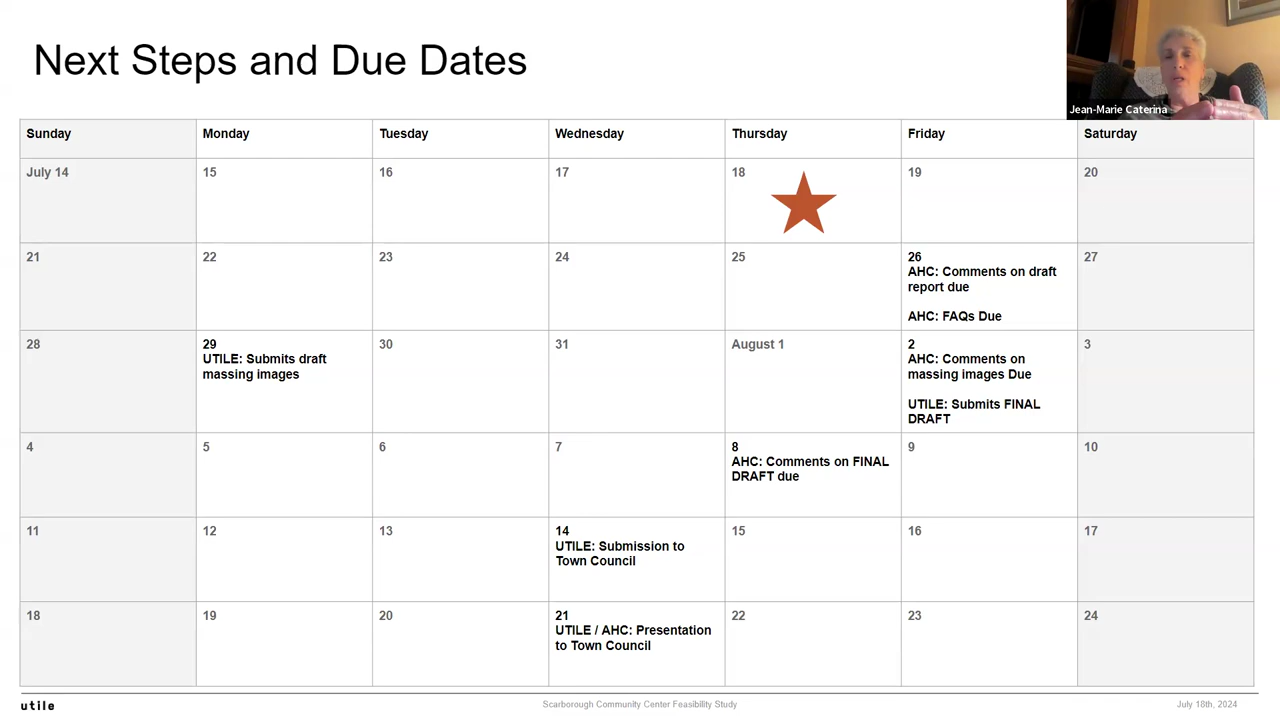 Next Steps and Due Dates
Jean-Marie Caterina
Sunday
Monday
Tuesday
Wednesday
Thursday
Friday
Saturday
July 14
15
16
17
18
19
20
21
22
23
24
25
26
AHC: Comments on draft
report due
AHC: FAQs Due
27
28
29
UTILE: Submits draft
massing images
30
31
August 1
2
AHC: Comments on
massing images Due
UTILE: Submits FINAL
DRAFT
3
4
5
6
7
8
AHC: Comments on FINAL
DRAFT due
9
10
11
12
13
14
UTILE: Submission to
Town Council
15
16
17
18
19
20
21
UTILE / AHC: Presentation
to Town Council
22
23
24
utile
Scarborough Community Center Feasibility Study
July 18th, 2024